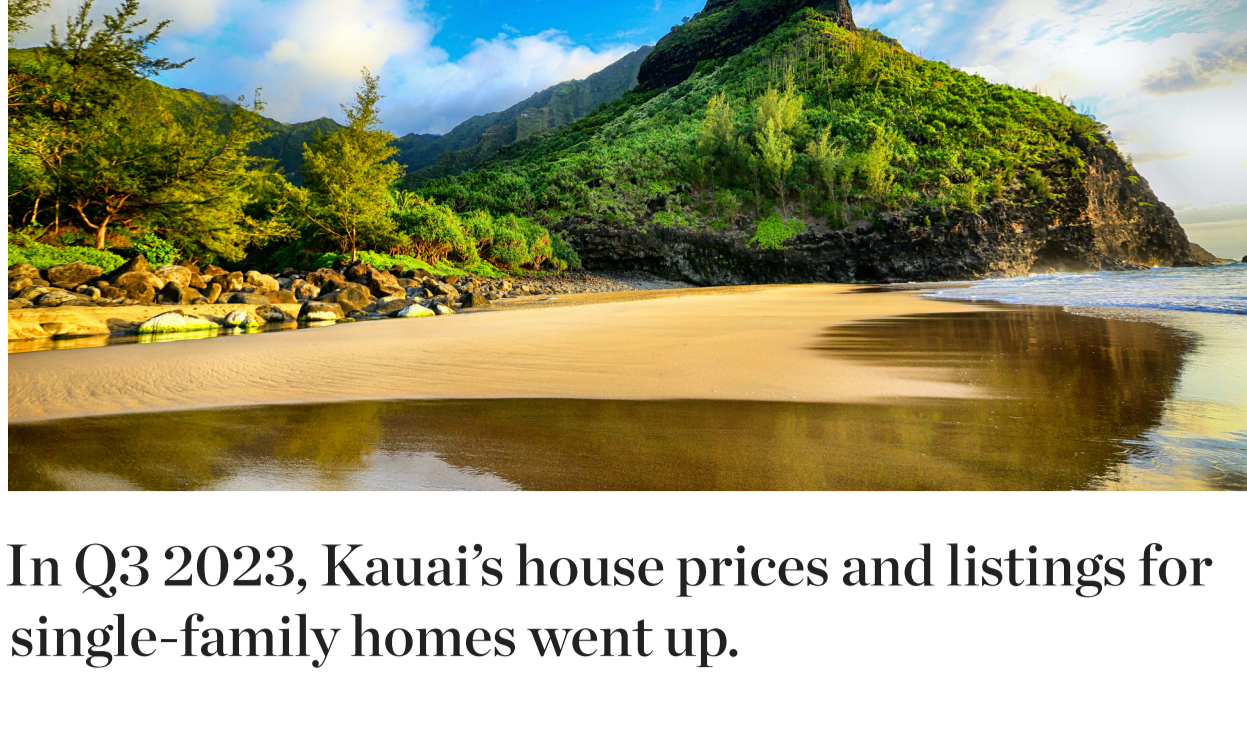 In Q3 2023, Kauai’s house prices and listings for
single-family homes went up.